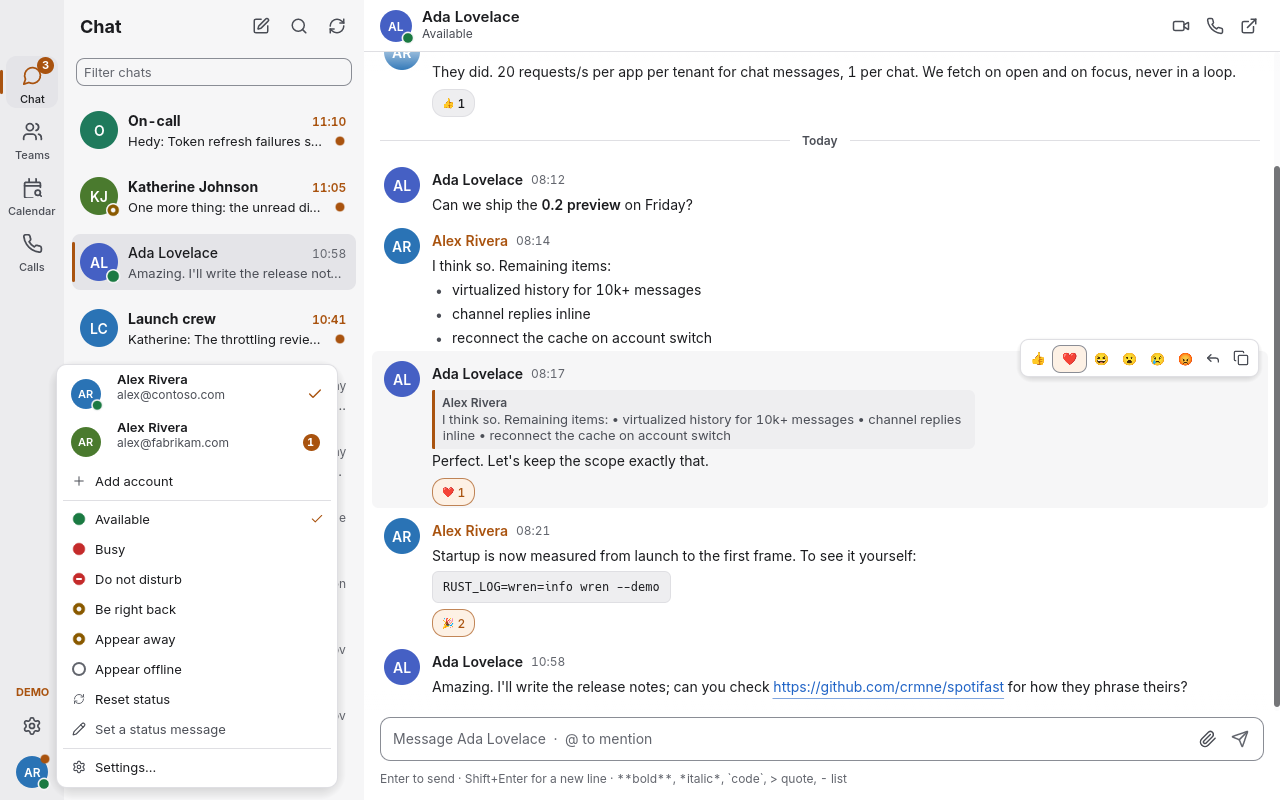 Chat
3
Chat
Teams
Calendar
Calls
DEMO
AR
Filter chats
O
On-call
11:10
Hedy: Token refresh failures s...
KJ
Katherine Johnson
11:05
One more thing: the unread di...
AL
Ada Lovelace
10:58
Amazing. I'll write the release not...
LC
Launch crew
10:41
Katherine: The throttling revie...
AR
Alex Rivera
alex@contoso.com
AR
Alex Rivera
alex@fabrikam.com
1
Add account
Available
Busy
Do not disturb
Be right back
Appear away
Appear offline
Reset status
Set a status message
Settings...
AL
Ada Lovelace
Available
AR
They did. 20 requests/s per app per tenant for chat messages, 1 per chat. We fetch on open and on focus, never in a loop.
👍 1
Today
AL
Ada Lovelace 08:12
Can we ship the 0.2 preview on Friday?
AR
Alex Rivera 08:14
I think so. Remaining items:
• virtualized history for 10k+ messages
• channel replies inline
• reconnect the cache on account switch
AL
Ada Lovelace 08:17
Alex Rivera
I think so. Remaining items: • virtualized history for 10k+ messages • channel replies
inline • reconnect the cache on account switch
Perfect. Let's keep the scope exactly that.
❤️ 1
AR
Alex Rivera 08:21
Startup is now measured from launch to the first frame. To see it yourself:
RUST_LOG=wren=info wren --demo
🎉 2
AL
Ada Lovelace 10:58
Amazing. I'll write the release notes; can you check https://github.com/crmne/spotifast for how they phrase theirs?
Message Ada Lovelace · @ to mention
Enter to send · Shift+Enter for a new line · **bold**, *italic*, `code`, > quote, - list